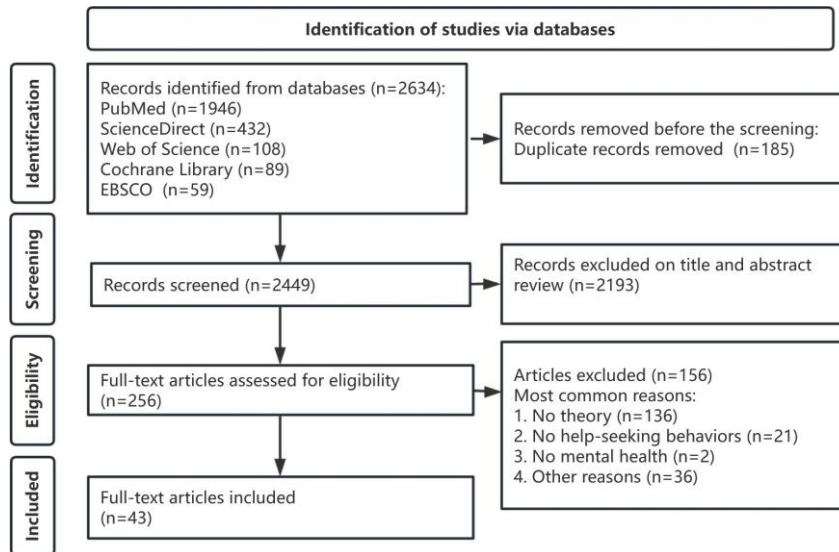 Identification of studies via databases
Identification
Records identified from databases (n=2634):
PubMed (n=1946)
ScienceDirect (n=432)
Web of Science (n=108)
Cochrane Library (n=89)
EBSCO (n=59)
Records removed before the screening:
Duplicate records removed (n=185)
Screening
Records screened (n=2449)
Records excluded on title and abstract
review (n=2193)
Eligibility
Full-text articles assessed for eligibility
(n=256)
Articles excluded (n=156)
Most common reasons:
1. No theory (n=136)
2. No help-seeking behaviors (n=21)
3. No mental health (n=2)
4. Other reasons (n=36)
Included
Full-text articles included
(n=43)